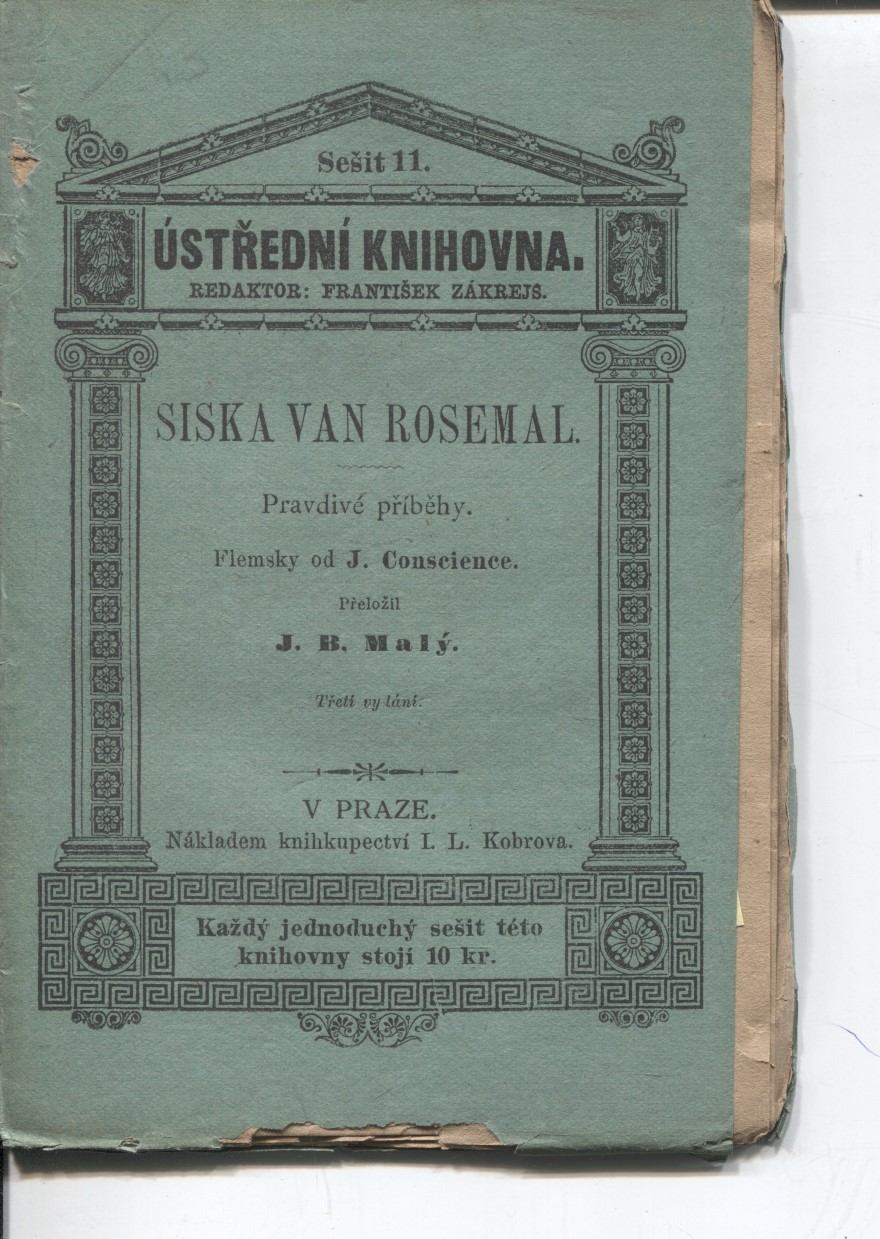 Sešit 11.
ÚSTŘEDNÍ KNIHOVNA.
REDAKTOR: FRANTIŠEK ZÁKREJS.
SISKA VAN ROSEMAL.
Pravdivé příběhy.
Flemsky od J. Conscience.
Přeložil
J. B. Malý.
Třetí vy lání.
V PRAZE.
Nákladem knihkupectví I. L. Kobrova.
Každý jednoduchý sešit této
knihovny stojí 10 kr.